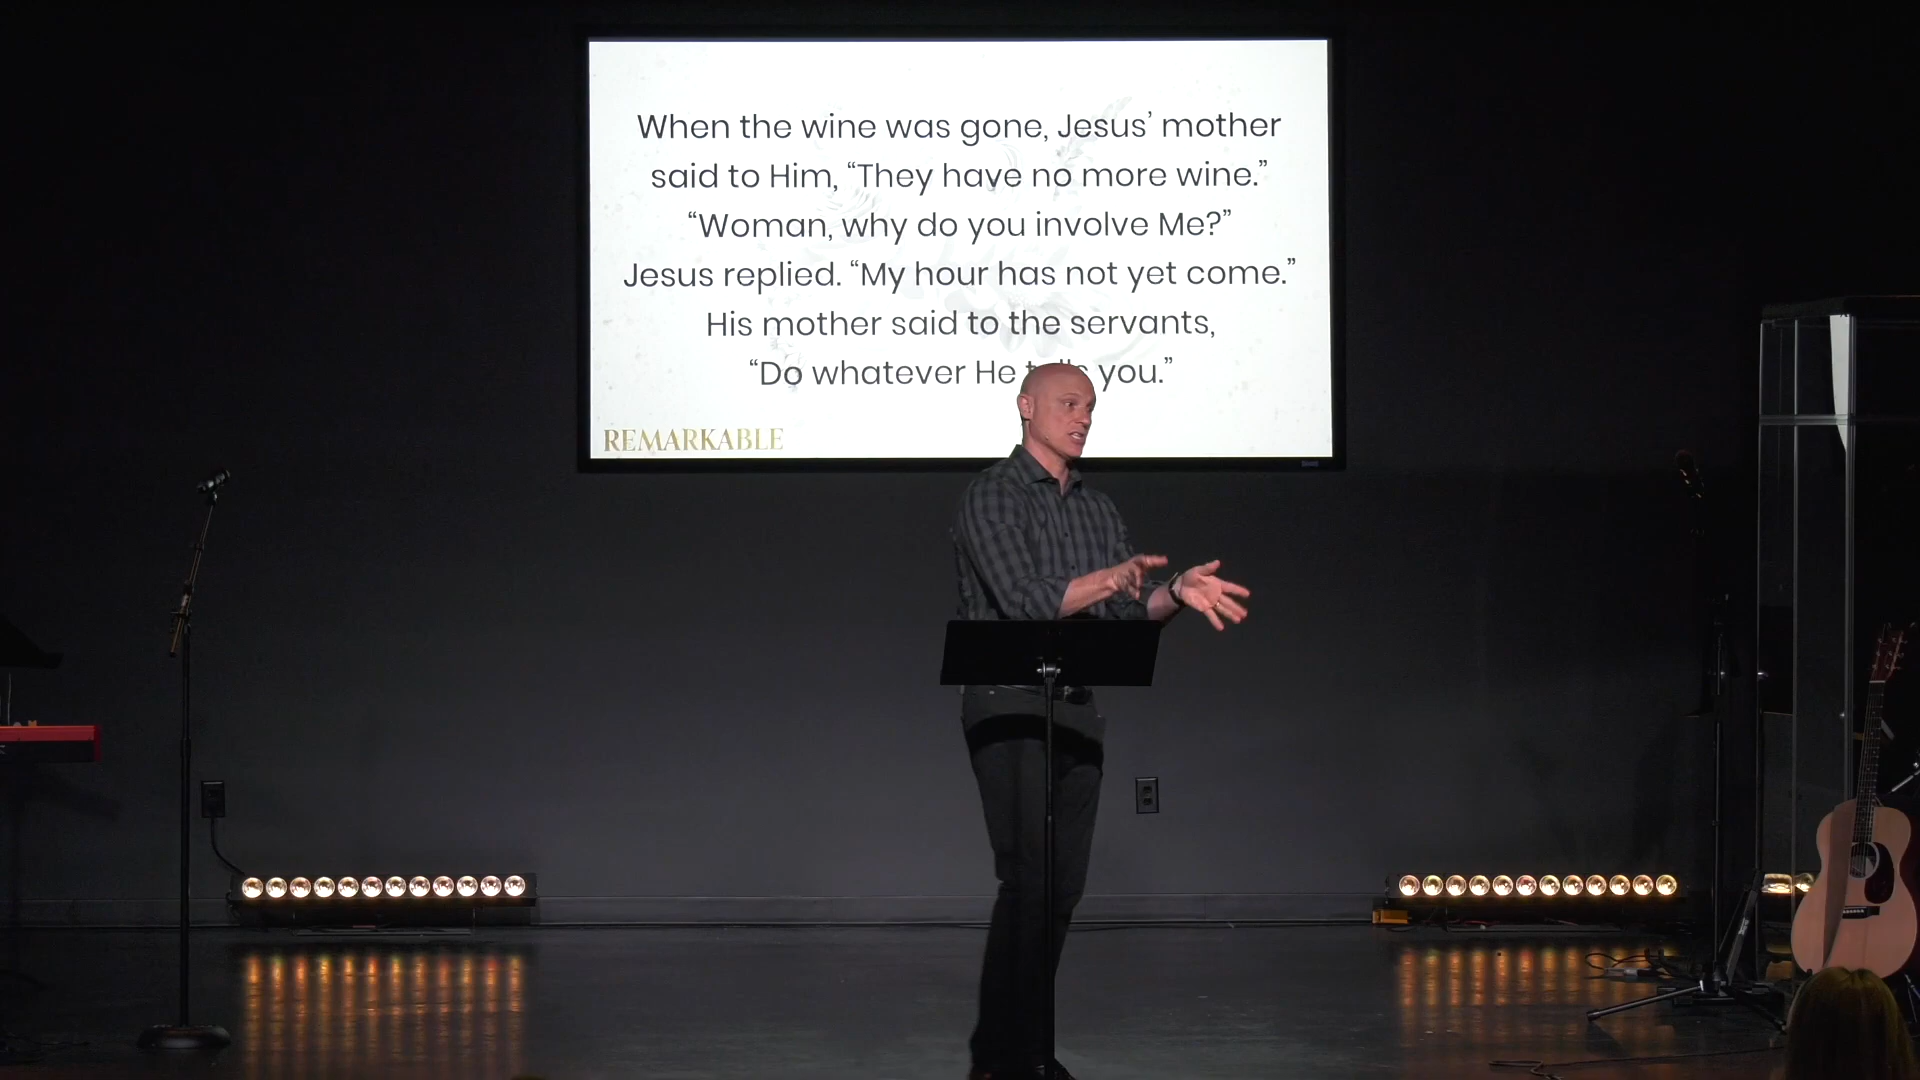 When the wine was gone, Jesus’ mother
said to Him, “They have no more wine.”
“Woman, why do you involve Me?”
Jesus replied. “My hour has not yet come.”
His mother said to the servants,
“Do whatever He you.”
REMARKABLE